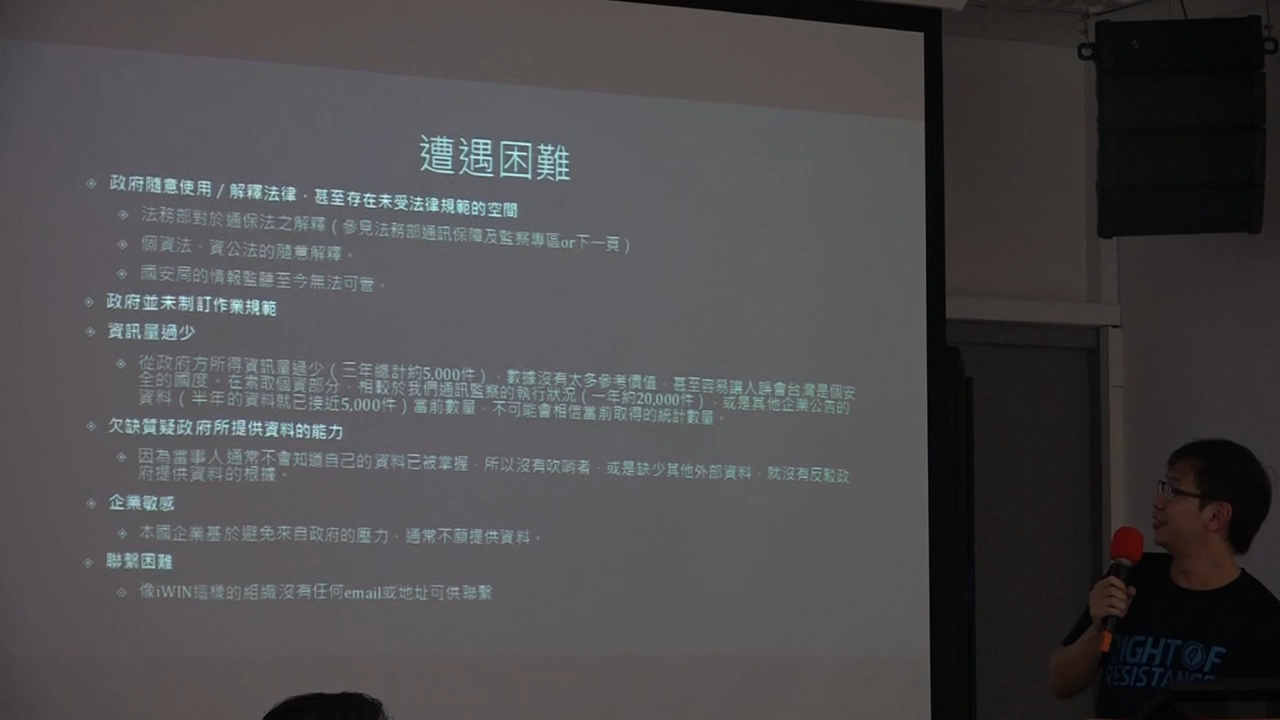 遭遇困難
政府隨意使用 / 解釋法律，甚至存在未受法律規範的空間
法務部對於通保法之解釋（參見法務部通訊保障及監察專區or下一頁）
個資法、資公法的隨意解釋。
國安局的情報監聽至今無法可管。
政府並未制訂作業規範
資訊量過少
從政府方所得資訊量過少（三年總計約5,000件），數據沒有太多參考價值，甚至容易讓人誤會台灣是個安
全的國度。在索取個資部分，相較於我們通訊監察的執行狀況（一年約20,000件），或是其他企業公告的
資料（半年的資料就已接近5,000件）當前數量，不可能會相信當前取得的統計數量。
欠缺質疑政府所提供資料的能力
因為當事人通常不會知道自己的資料已被掌握，所以沒有吹哨者，或是缺少其他外部資料，就沒有反駁政
府提供資料的根據。
企業敏感
本國企業基於避免來自政府的壓力，通常不願提供資料。
聯繫困難
像iWIN這樣的組織沒有任何email或地址可供聯繫
RIGHT OF
RESISTANCE